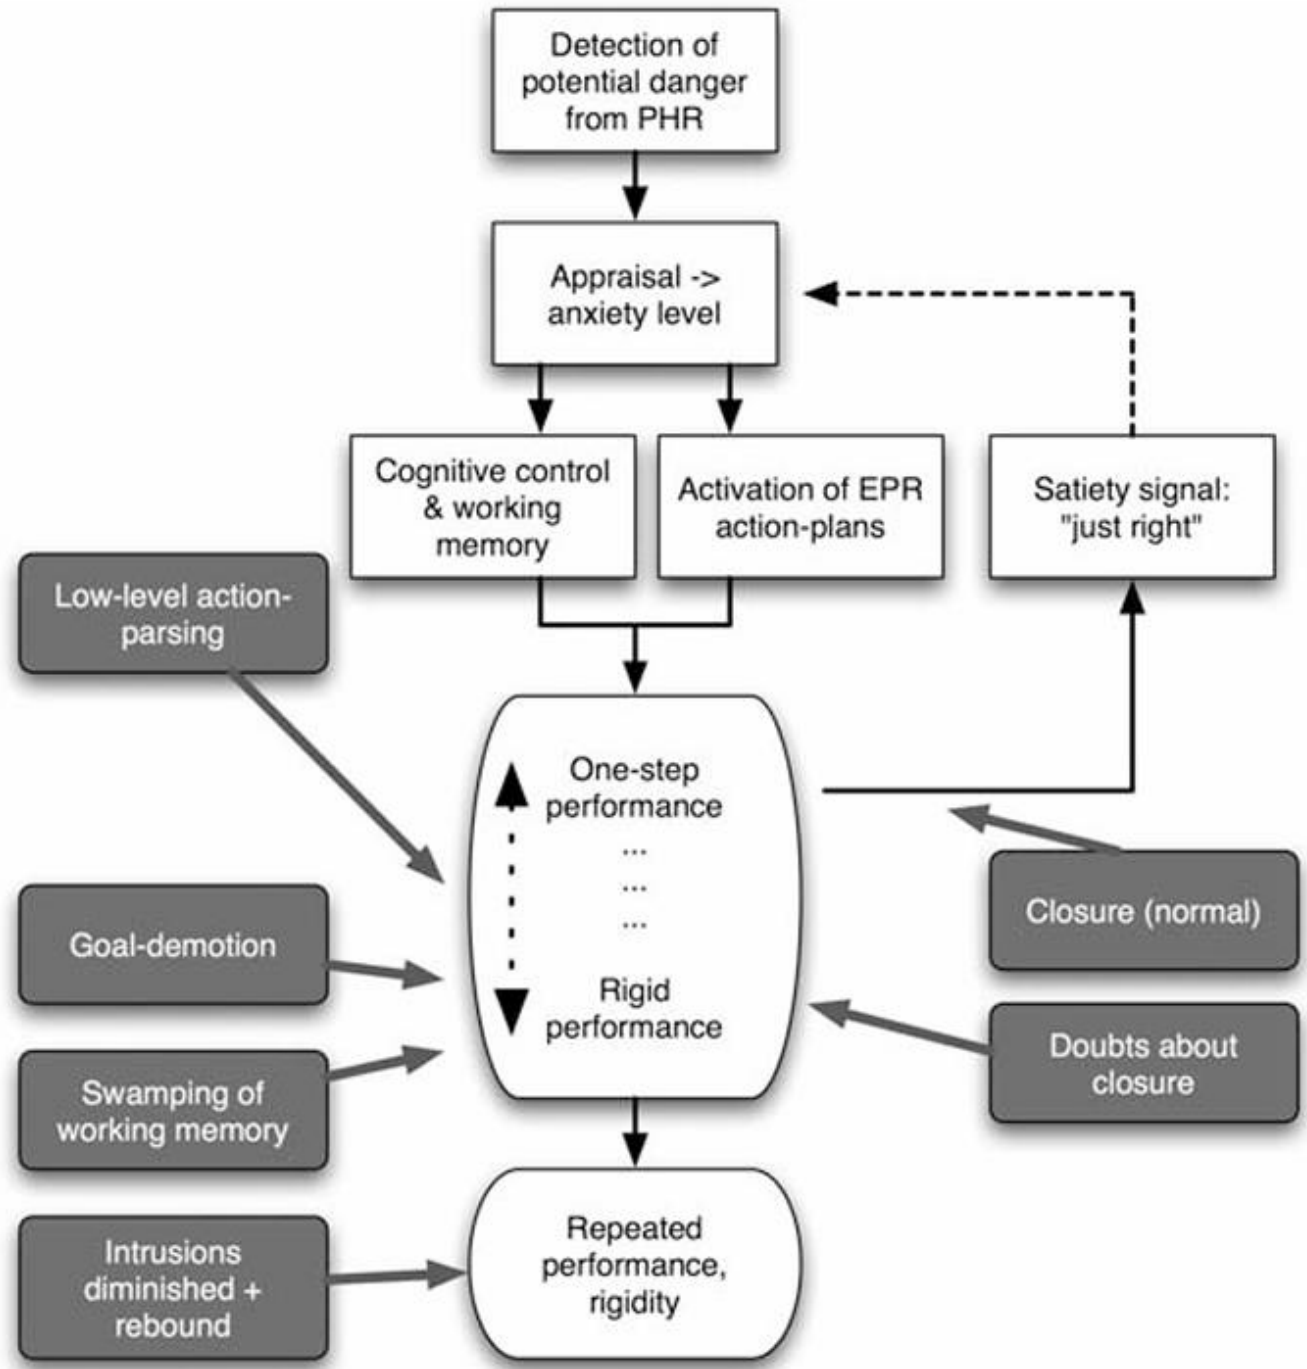 Detection of
potential danger
from PHR
Appraisal ->
anxiety level
Cognitive control
& working
memory
Activation of EPR
action-plans
Satiety signal:
"just right"
Low-level action-
parsing
One-step
performance
...
...
...
Rigid
performance
Goal-demotion
Closure (normal)
Swamping of
working memory
Doubts about
closure
Intrusions
diminished +
rebound
Repeated
performance,
rigidity